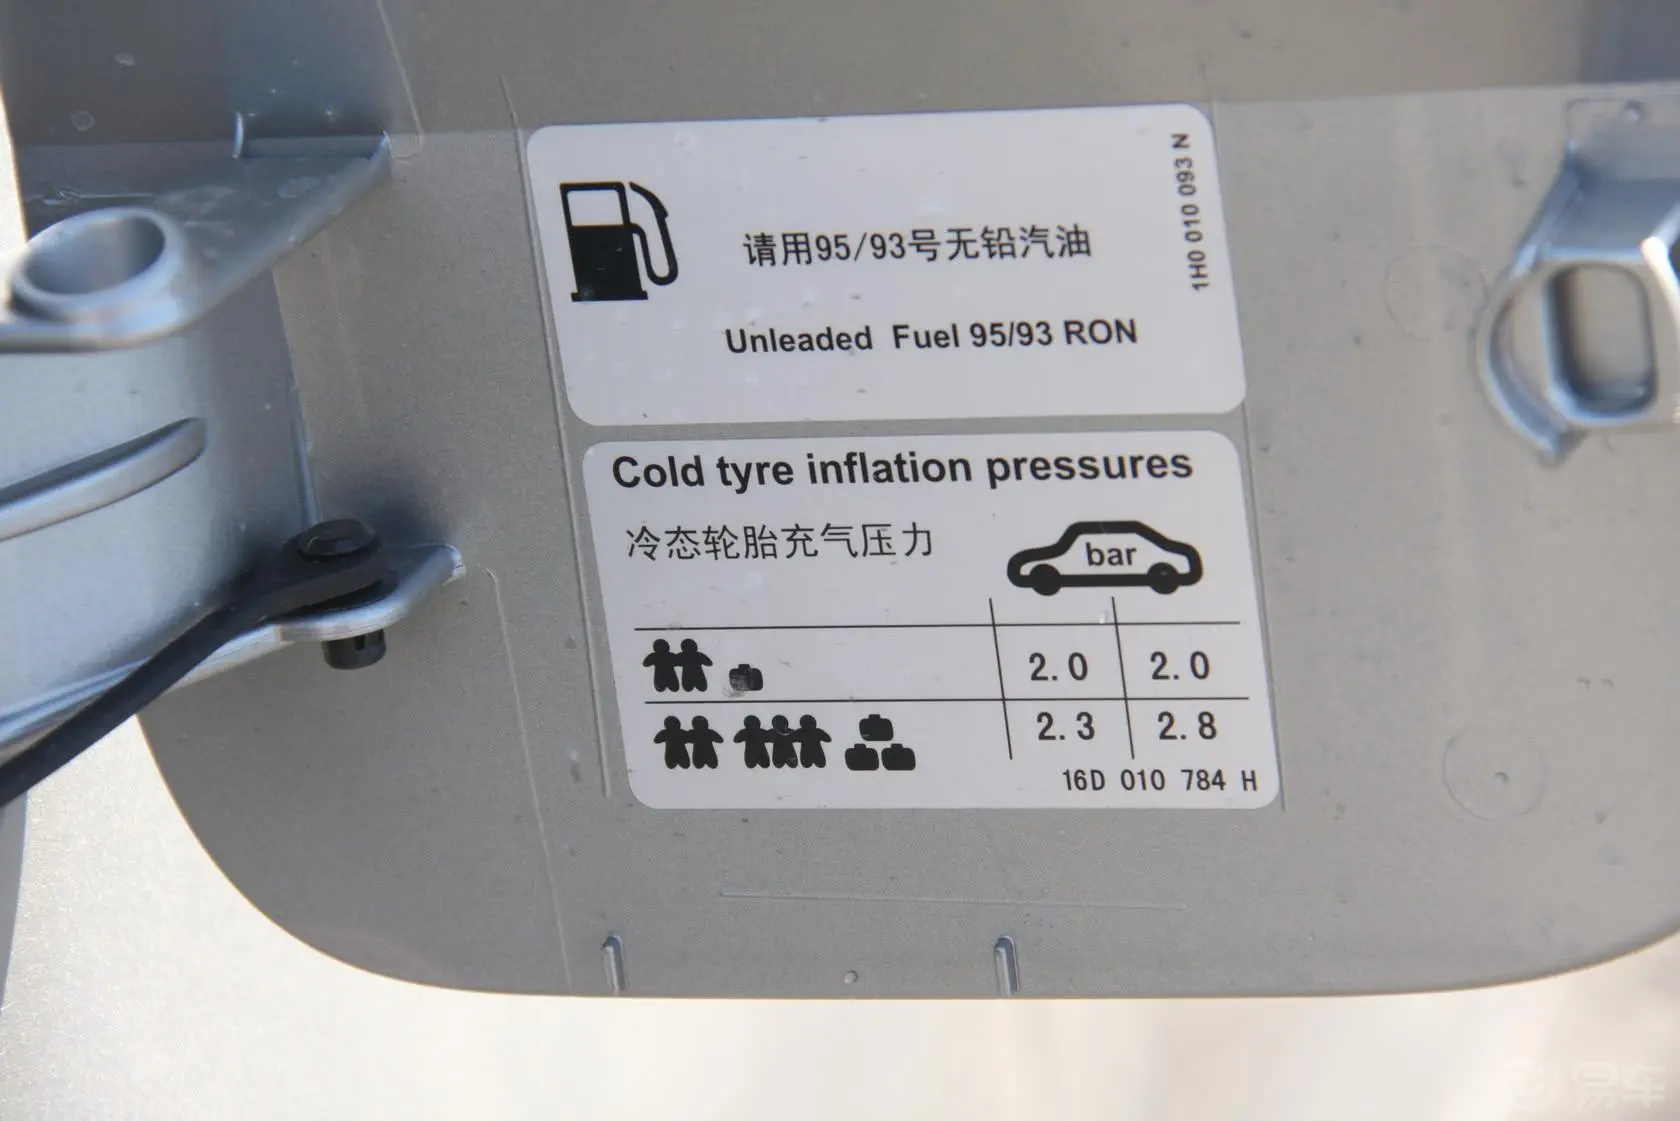 请用95/93号无铅汽油
Unleaded Fuel 95/93 RON
1H0 010 093 N
Cold tyre inflation pressures
冷态轮胎充气压力
bar
2.0 2.0
2.3 2.8
16D 010 784 H
易车